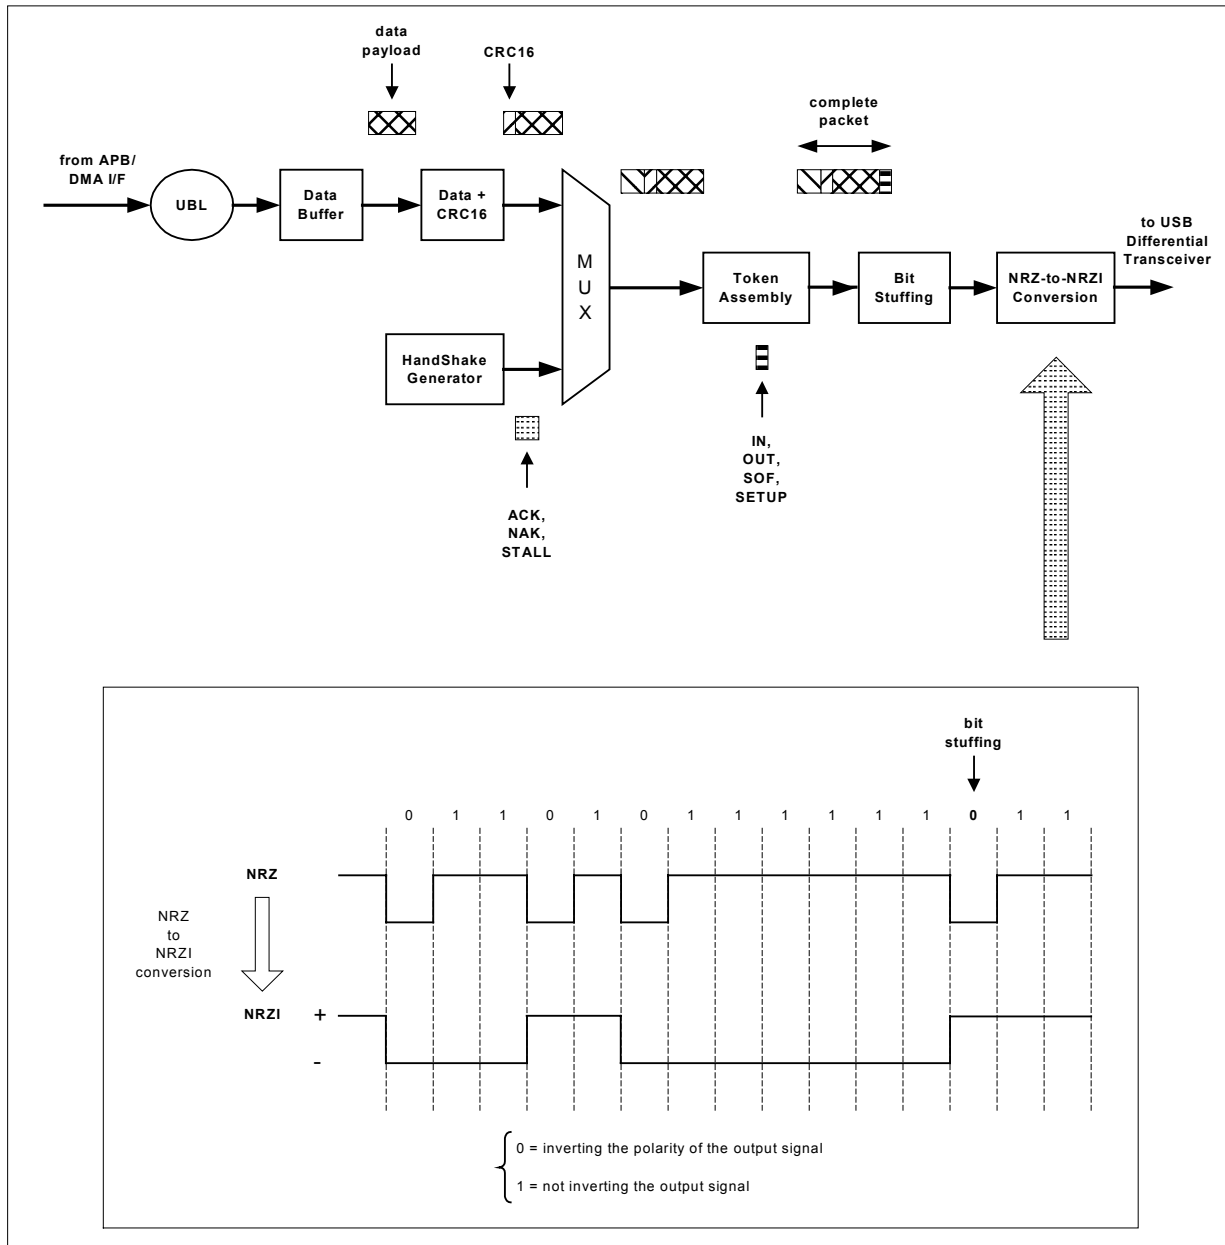 data
payload
CRC16
complete
packet
from APB/
DMA I/F
UBL
Data
Buffer
Data +
CRC16
M
U
X
HandShake
Generator
ACK,
NAK,
STALL
Token
Assembly
IN,
OUT,
SOF,
SETUP
Bit
Stuffing
NRZ-to-NRZI
Conversion
to USB
Differential
Transceiver
bit
stuffing
0 1 1 0 1 0 1 1 1 1 1 1 0 1 1
NRZ
NRZ
to
NRZI
conversion
NRZI
+
-
0 = inverting the polarity of the output signal
1 = not inverting the output signal